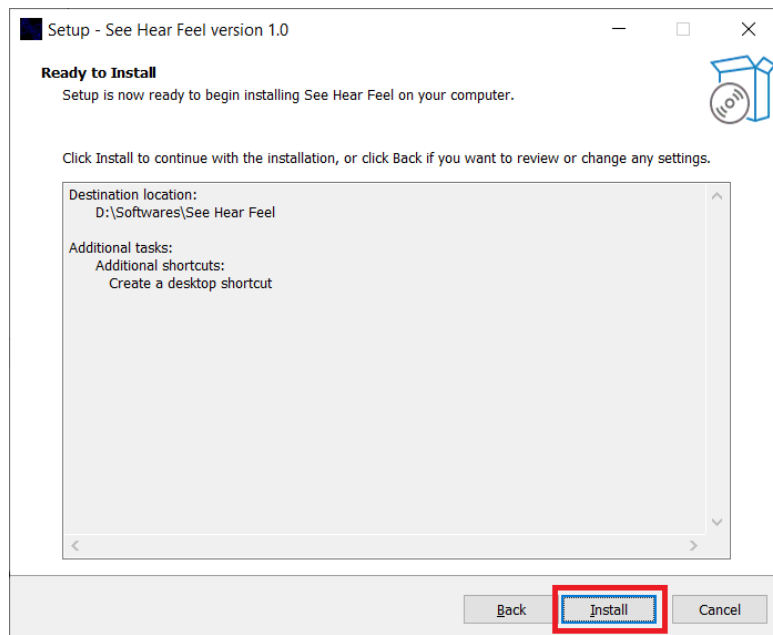 Setup - See Hear Feel version 1.0
Ready to Install
Setup is now ready to begin installing See Hear Feel on your computer.
Click Install to continue with the installation, or click Back if you want to review or change any settings.
Destination location:
D:\Softwares\See Hear Feel
Additional tasks:
Additional shortcuts:
Create a desktop shortcut
Back
Install
Cancel